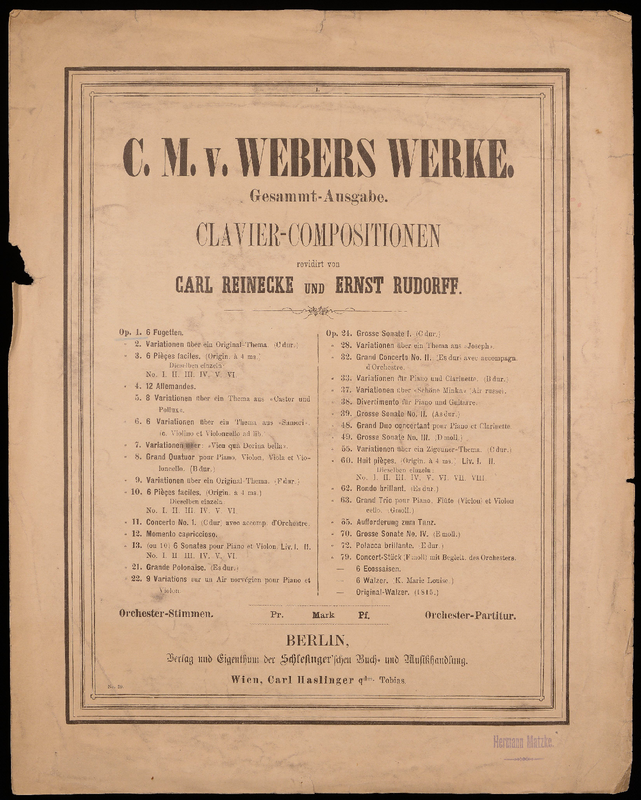 I.
C. M. v. WEBERS WERKE.
Gesammt-Ausgabe.
CLAVIER-COMPOSITIONEN
revidirt von
CARL REINECKE UND ERNST RUDORFF.
Op. 1. 6 Fughetten.
- 2. Variationen über ein Original-Thema. (C dur.)
- 3. 6 Pièces faciles. (Origin. à 4 ms.)
Dieselben einzeln
No. I. II. III. IV. V. VI.
- 4. 12 Allemandes.
- 5. 8 Variationen über ein Thema aus »Castor und
Pollux«.
- 6. 6 Variationen über ein Thema aus »Samori«
(c. Violino et Violoncello ad lib.
- 7. Variationen über »Vien quà Dorina bella«.
- 8. Grand Quatuor pour Piano, Violon, Viola et Vio-
loncelle. (B dur.)
- 9. Variationen über ein Original-Thema. (F dur.)
- 10. 6 Pièces faciles. (Origin. à 4 ms.)
Dieselben einzeln
No. I. II. III. IV. V. VI.
- 11. Concerto No. I. (C dur) avec accomp. d'Orchestre.
- 12. Momento capriccioso.
- 13. (ou 10) 6 Sonates pour Piano et Violon. Liv. I. II.
No. I. II. III. IV. V. VI.
- 21. Grande Polonaise. (Es dur.)
- 22. 9 Variations sur un Air norvégien pour Piano et
Violon.
Op. 24. Grosse Sonate I. (C dur.)
- 28. Variationen über ein Thema aus »Joseph«.
- 32. Grand Concerto No. II. (Es dur) avec accompagn.
d'Orchestre.
- 33. Variationen für Piano und Clarinette. (B dur.)
- 37. Variationen über »Schöne Minka« (Air russe).
- 38. Divertimento für Piano und Guitarre.
- 39. Grosse Sonate No. II. (As dur.)
- 48. Grand Duo concertant pour Piano et Clarinette.
- 49. Grosse Sonate No. III. (D moll.)
- 55. Variationen über ein Zigeuner-Thema. (C dur.)
- 60. Huit pièces. (Origin. à 4 ms.) Liv. I. II.
Dieselben einzeln
No. I. II. III. IV. V. VI. VII. VIII.
- 62. Rondo brillant. (Es dur.)
- 63. Grand Trio pour Piano, Flûte (Violon) et Violon
celle. (G moll.)
- 65. Aufforderung zum Tanz.
- 70. Grosse Sonate No. IV. (E moll.)
- 72. Polacca brillante. (E dur.)
- 79. Concert-Stück (F moll) mit Begleit. des Orchesters.
— 6 Ecossaisen.
— 6 Walzer. (K. Marie Louise.)
— Original-Walzer. (1815.)
Orchester-Stimmen. Pr. Mark Pf. Orchester-Partitur.
BERLIN,
Verlag und Eigenthum der Schlesinger'schen Buch- und Musikhandlung.
Wien, Carl Haslinger qdm. Tobias.
Hermann Matzke.